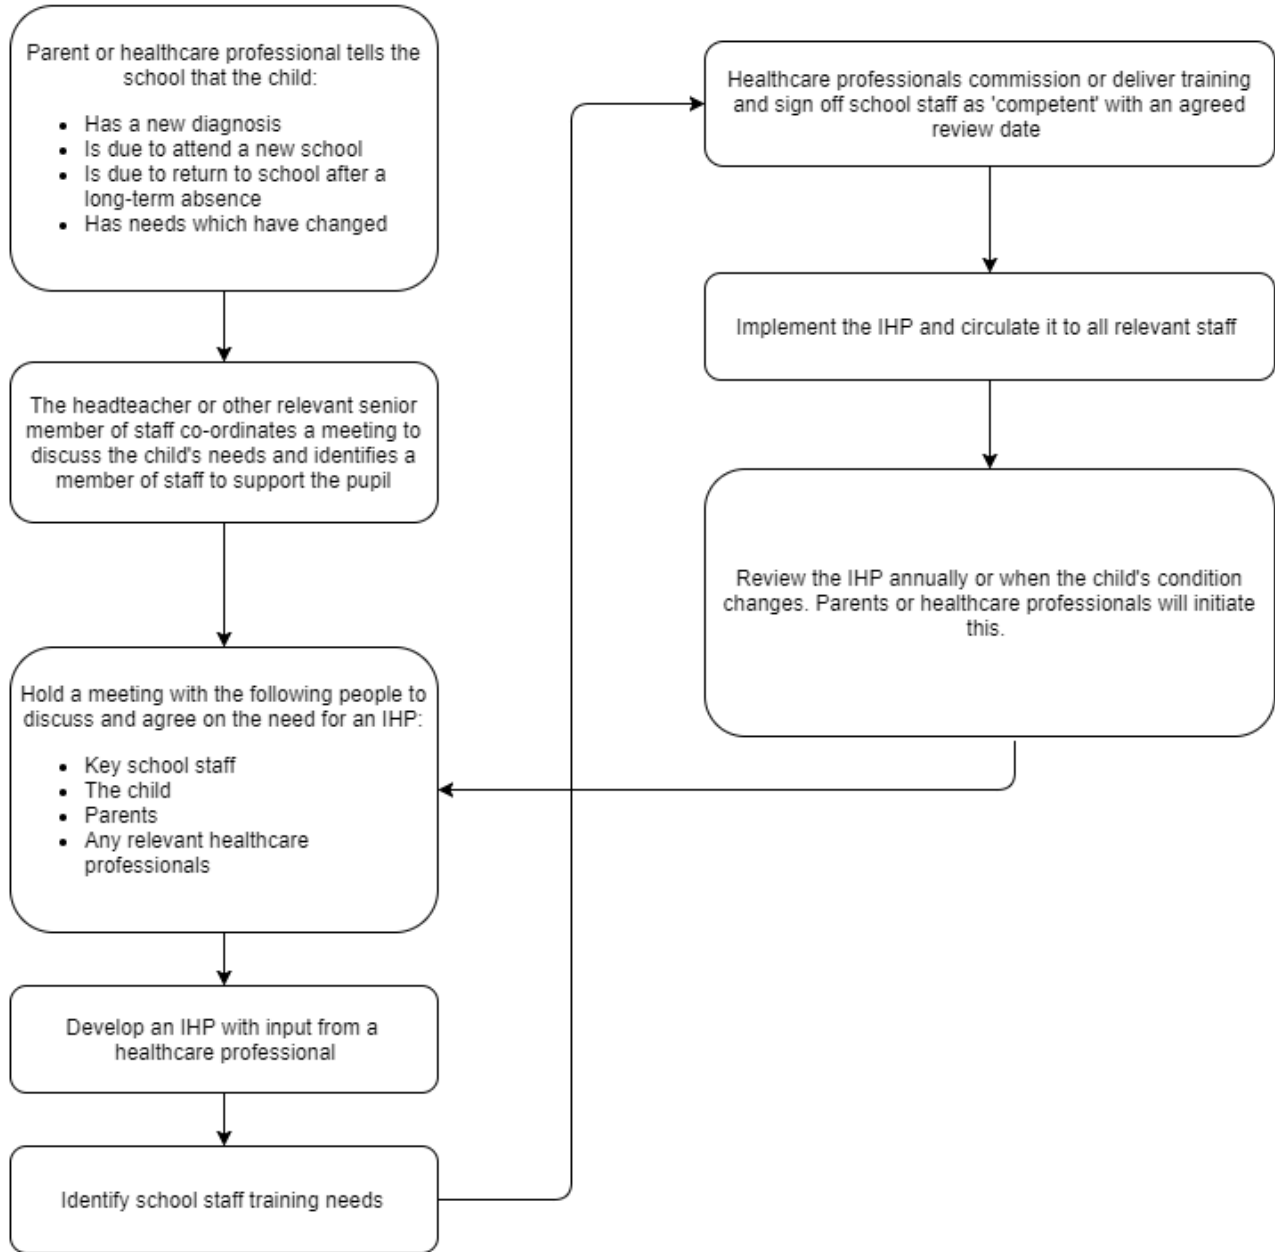 Parent or healthcare professional tells the
school that the child:
• Has a new diagnosis
• Is due to attend a new school
• Is due to return to school after a
long-term absence
• Has needs which have changed
The headteacher or other relevant senior
member of staff co-ordinates a meeting to
discuss the child's needs and identifies a
member of staff to support the pupil
Hold a meeting with the following people to
discuss and agree on the need for an IHP:
• Key school staff
• The child
• Parents
• Any relevant healthcare
professionals
Develop an IHP with input from a
healthcare professional
Identify school staff training needs
Healthcare professionals commission or deliver training
and sign off school staff as 'competent' with an agreed
review date
Implement the IHP and circulate it to all relevant staff
Review the IHP annually or when the child's condition
changes. Parents or healthcare professionals will initiate
this.